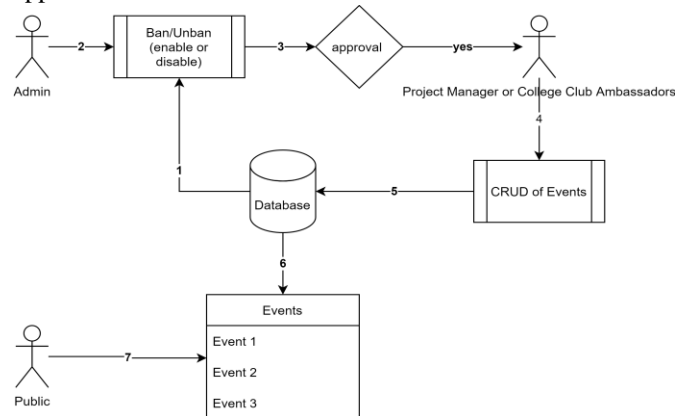 Ban/Unban
(enable or
disable)
2
3
approval
yes
Admin
Project Manager or College Club Ambassadors
4
1
Database
5
CRUD of Events
6
Events
Event 1
7
Event 2
Public
Event 3